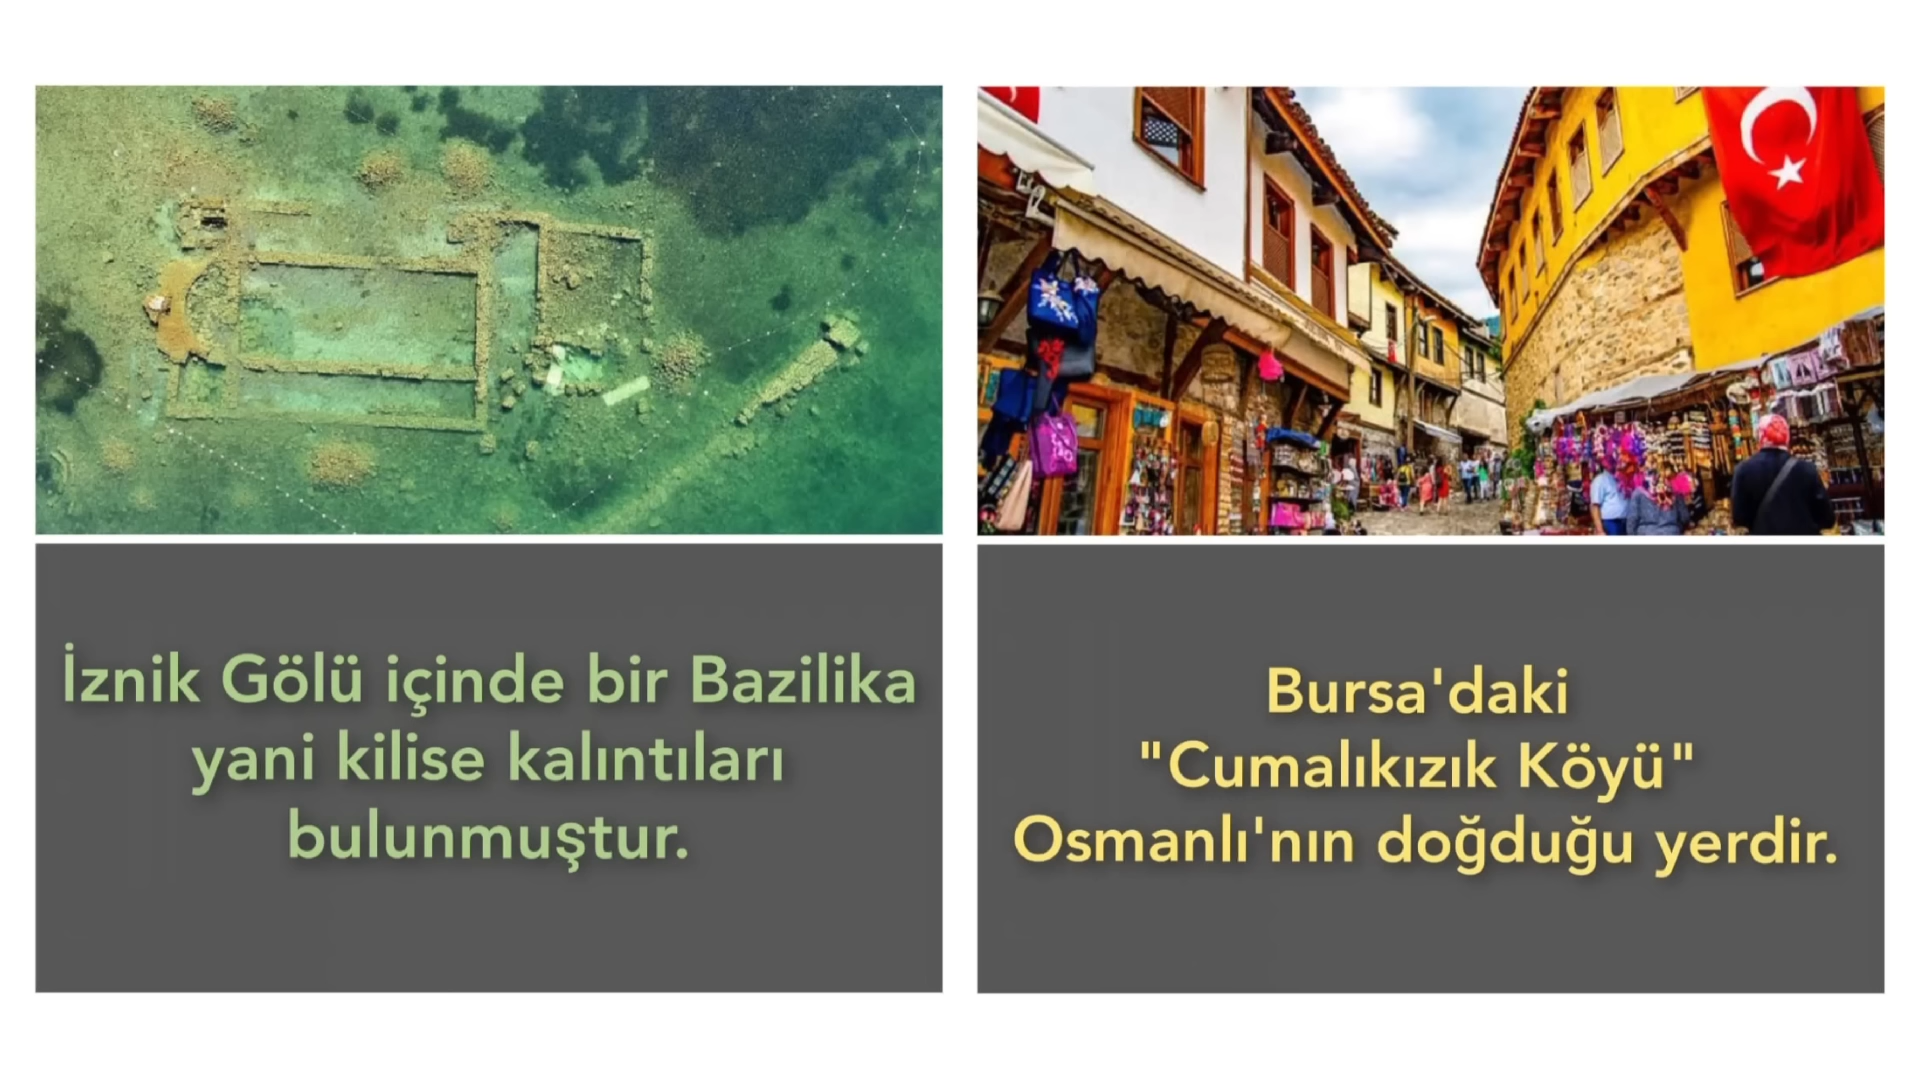 İznik Gölü içinde bir Bazilika
yani kilise kalıntıları
bulunmuştur.
Bursa'daki
"Cumalıkızık Köyü"
Osmanlı'nın doğduğu yerdir.